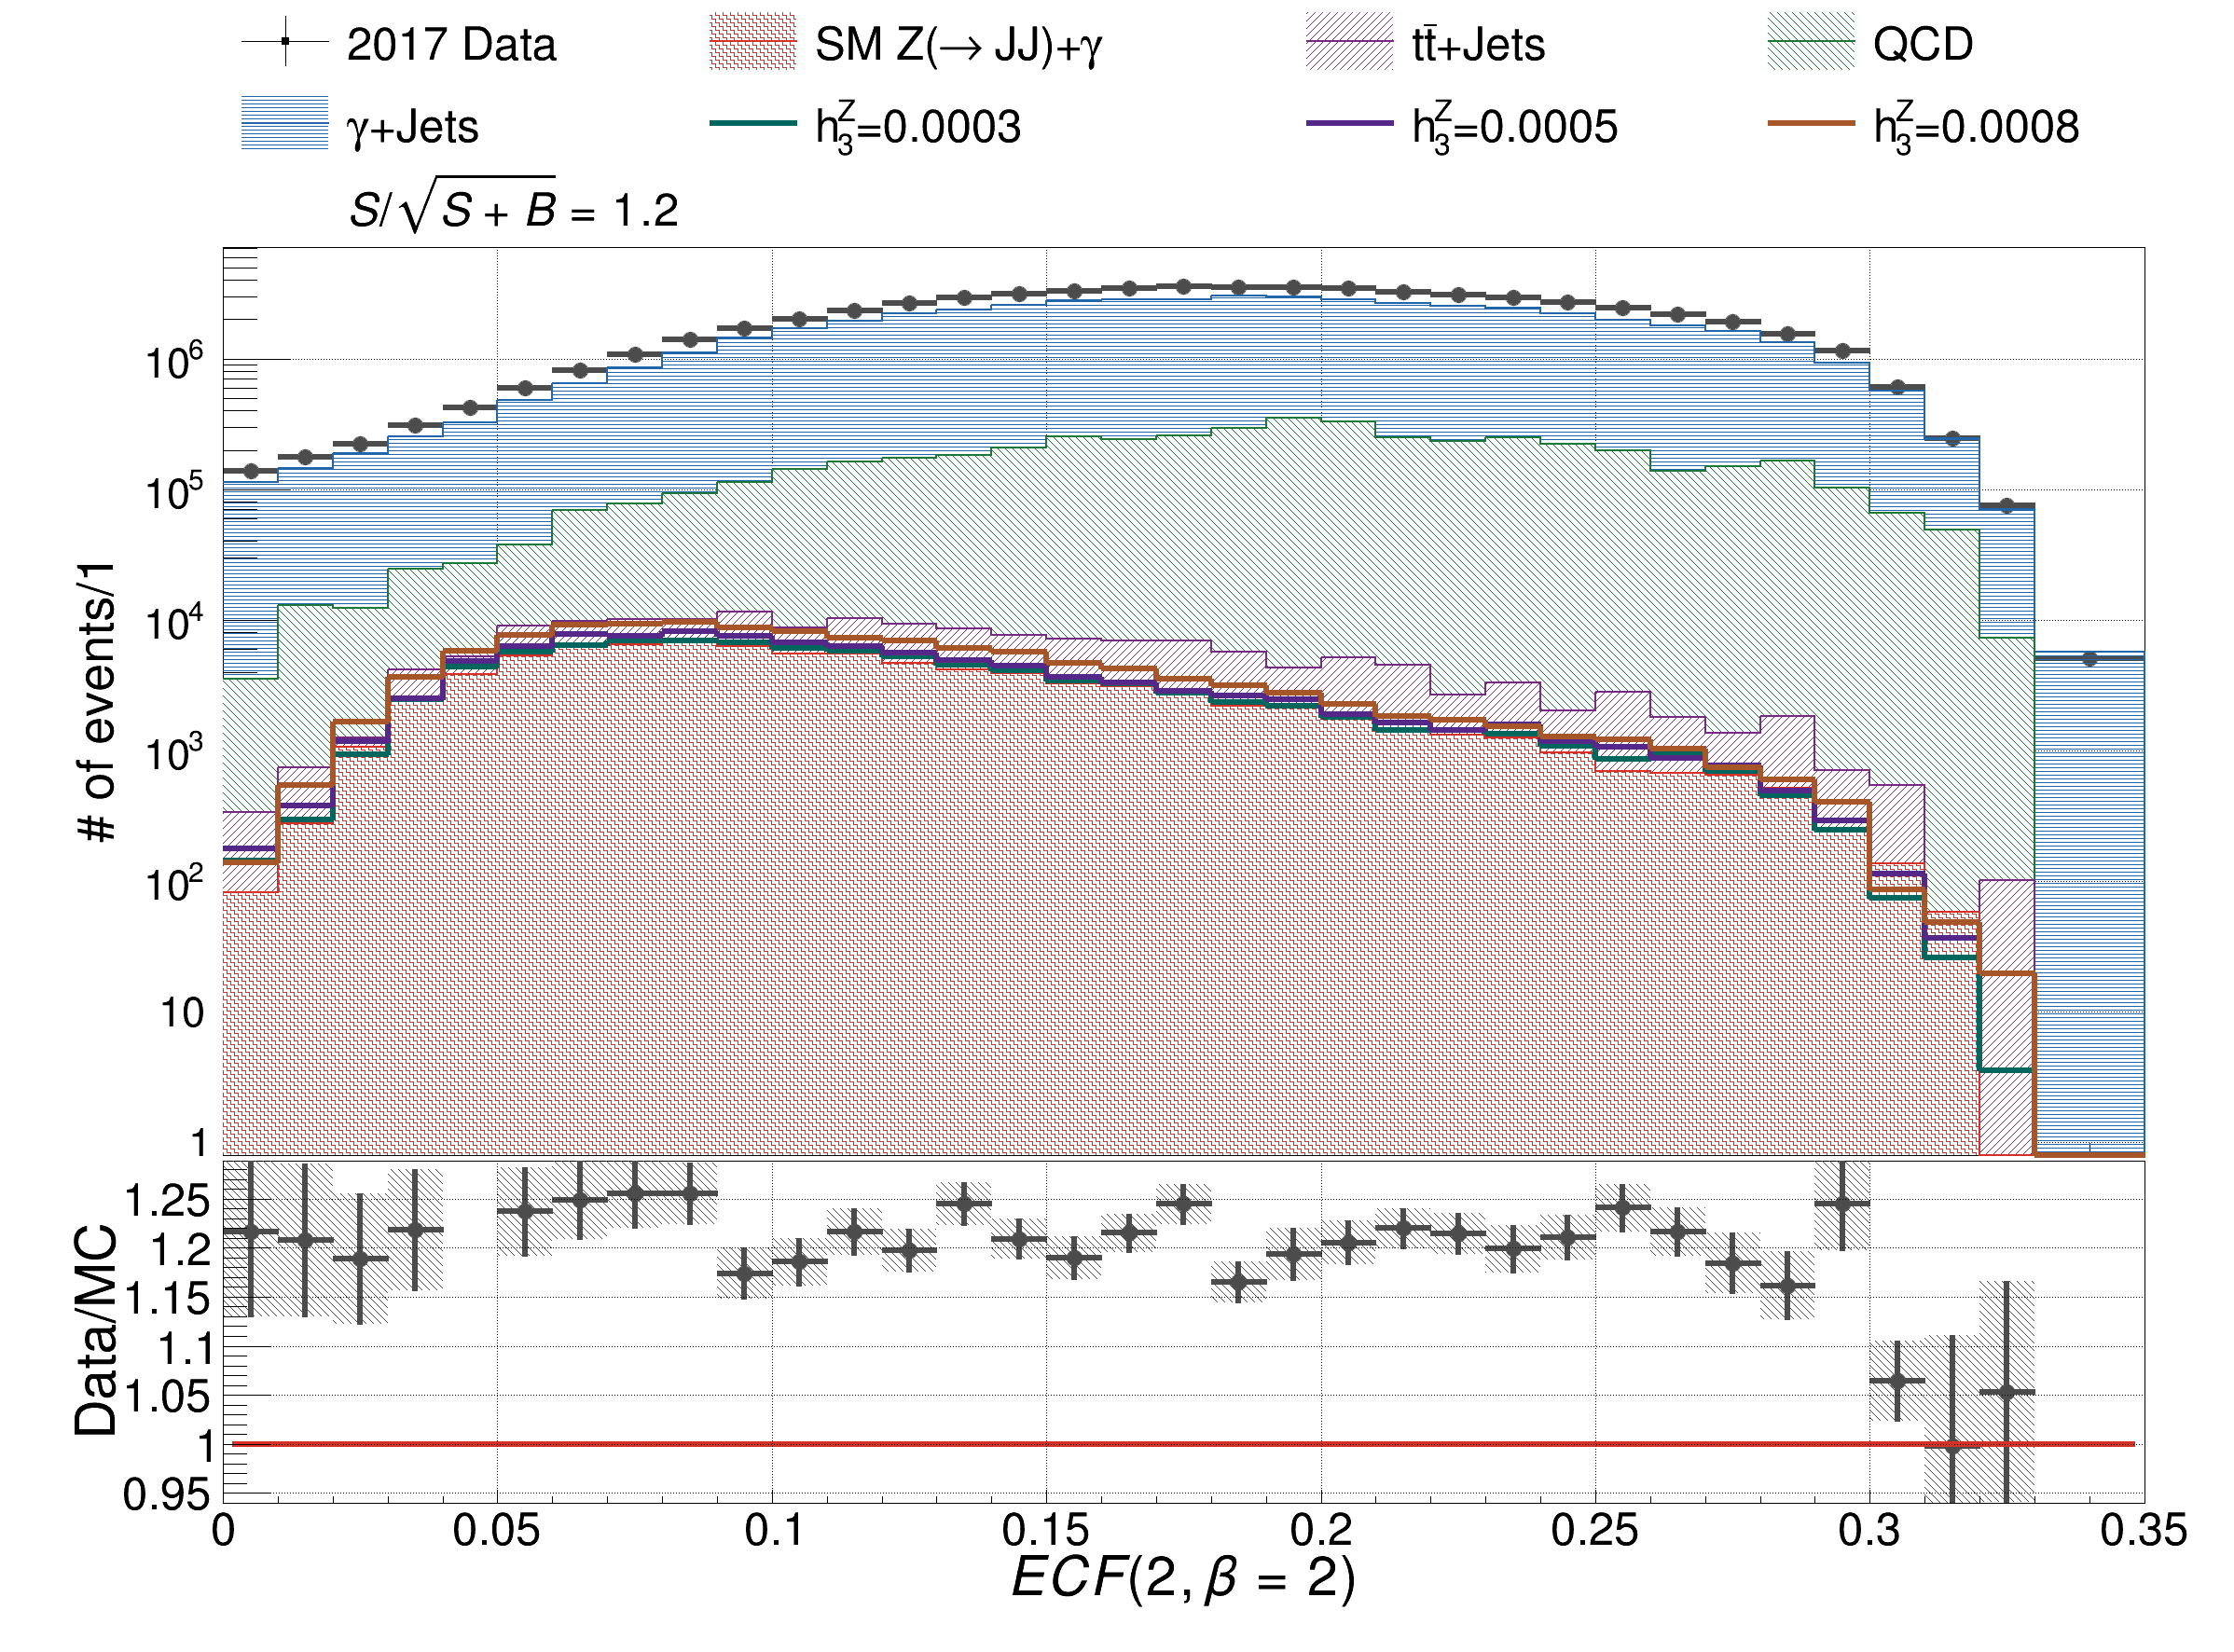 2017 Data SM Z(→ JJ)+γ tt̄+Jets QCD
γ+Jets h₃ᶻ=0.0003 h₃ᶻ=0.0005 h₃ᶻ=0.0008
S/√(S + B) = 1.2
# of events/1
10⁶
10⁵
10⁴
10³
10²
10
1
Data/MC
1.25
1.2
1.15
1.1
1.05
1
0.95
0 0.05 0.1 0.15 0.2 0.25 0.3 0.35
ECF(2, β = 2)